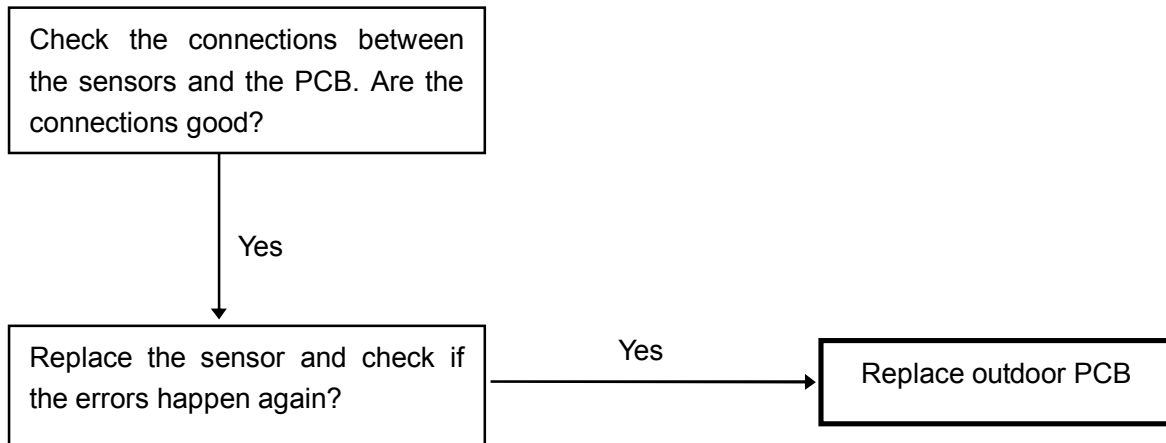 Check the connections between
the sensors and the PCB. Are the
connections good?
Yes
Replace the sensor and check if
the errors happen again?
Yes
Replace outdoor PCB